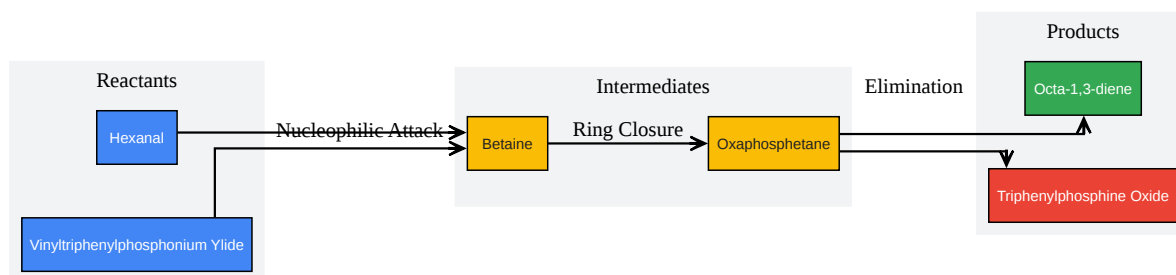 Reactants
Hexanal
Vinyltriphenylphosphonium Ylide
Nucleophilic Attack
Intermediates
Betaine
Ring Closure
Oxaphosphetane
Elimination
Products
Octa-1,3-diene
Triphenylphosphine Oxide